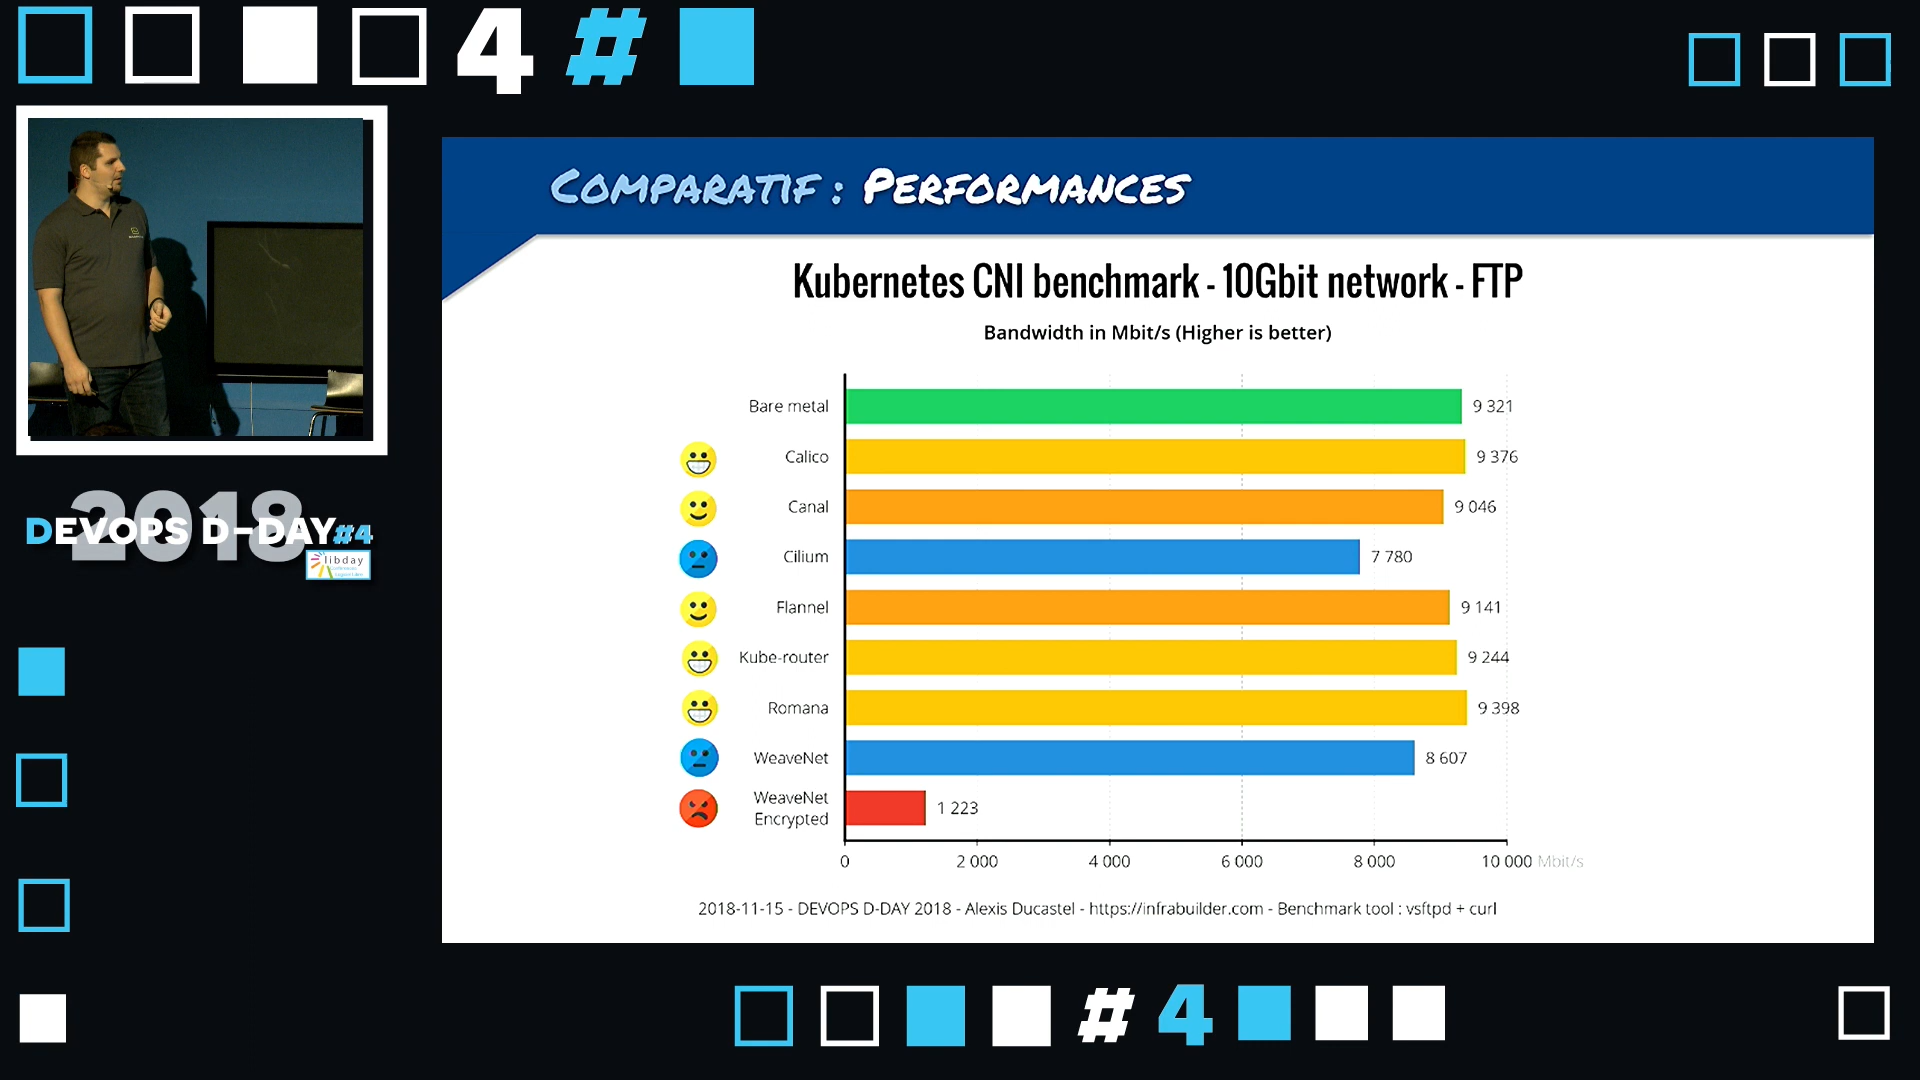 4 #
2018
DEVOPS D-DAY#4
libday
COMPARATIF : PERFORMANCES
Kubernetes CNI benchmark - 10Gbit network - FTP
Bandwidth in Mbit/s (Higher is better)
Bare metal 9 321
Calico 9 376
Canal 9 046
Cilium 7 780
Flannel 9 141
Kube-router 9 244
Romana 9 398
WeaveNet 8 607
WeaveNet
Encrypted 1 223
0 2 000 4 000 6 000 8 000 10 000 Mbit/s
2018-11-15 - DEVOPS D-DAY 2018 - Alexis Ducastel - https://infrabuilder.com - Benchmark tool : vsftpd + curl
# 4